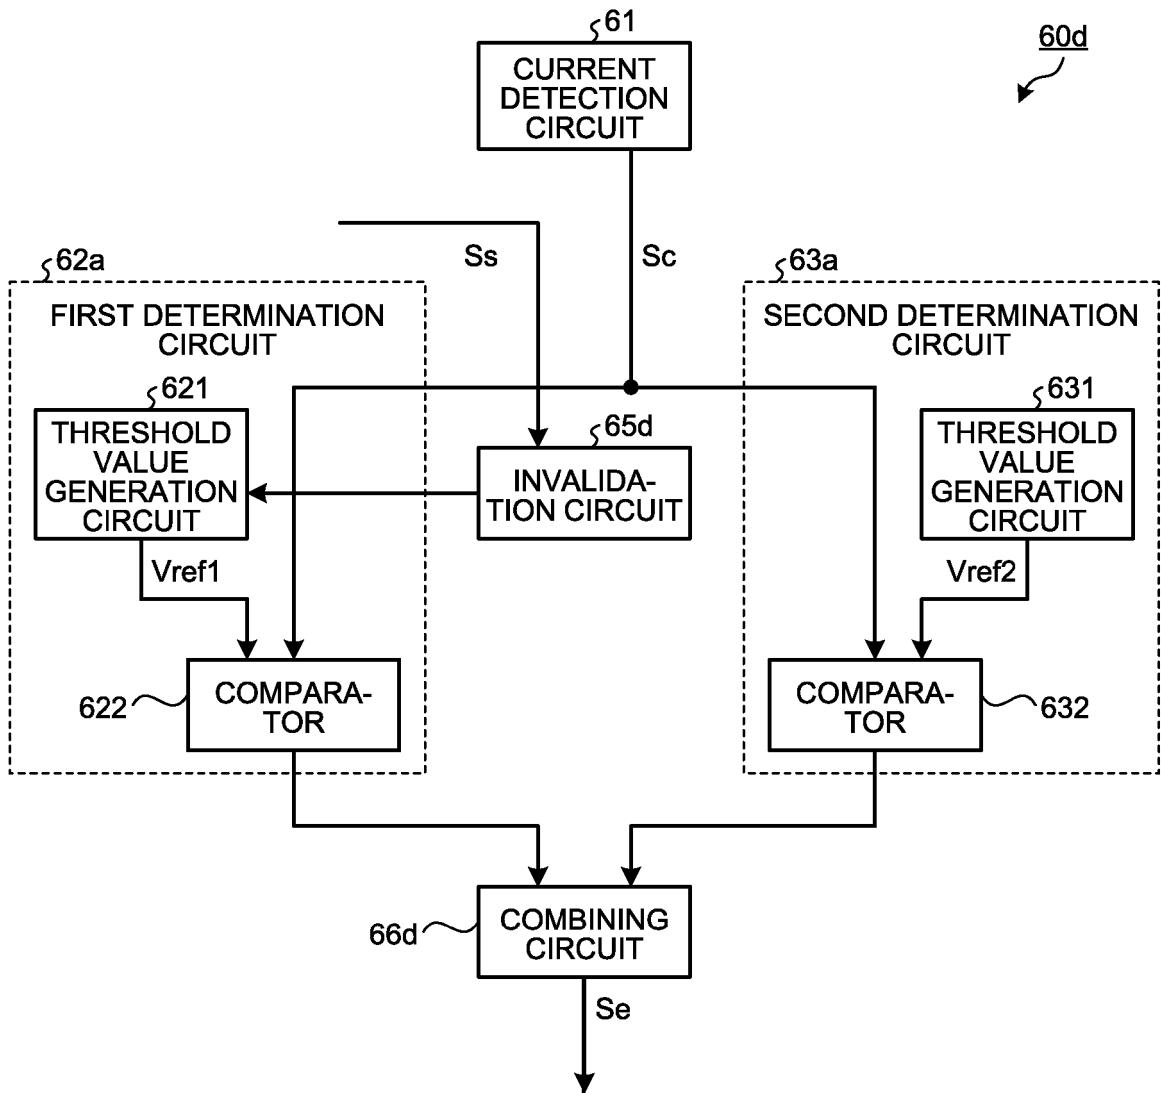 61
60d
CURRENT
DETECTION
CIRCUIT
Ss
Sc
62a
63a
FIRST DETERMINATION
CIRCUIT
SECOND DETERMINATION
CIRCUIT
621
631
65d
THRESHOLD
VALUE
GENERATION
CIRCUIT
INVALIDA-
TION CIRCUIT
THRESHOLD
VALUE
GENERATION
CIRCUIT
Vref1
Vref2
COMPARA-
TOR
622
COMPARA-
TOR
632
COMBINING
CIRCUIT
66d
Se